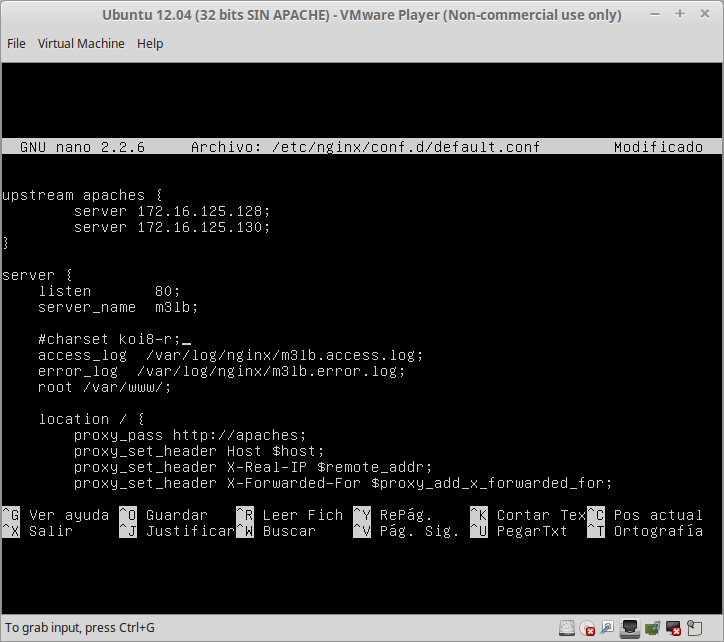 Ubuntu 12.04 (32 bits SIN APACHE) - VMware Player (Non-commercial use only)
File Virtual Machine Help
GNU nano 2.2.6 Archivo: /etc/nginx/conf.d/default.conf Modificado
upstream apaches {
server 172.16.125.128;
server 172.16.125.130;
}
server {
listen 80;
server_name m3lb;
#charset koi8-r;_
access_log /var/log/nginx/m3lb.access.log;
error_log /var/log/nginx/m3lb.error.log;
root /var/www/;
location / {
proxy_pass http://apaches;
proxy_set_header Host $host;
proxy_set_header X-Real-IP $remote_addr;
proxy_set_header X-Forwarded-For $proxy_add_x_forwarded_for;
^G Ver ayuda ^O Guardar ^R Leer Fich ^Y RePág. ^K Cortar Tex ^C Pos actual
^X Salir ^J Justificar ^W Buscar ^V Pág. Sig. ^U PegarTxt ^T Ortografía
To grab input, press Ctrl+G